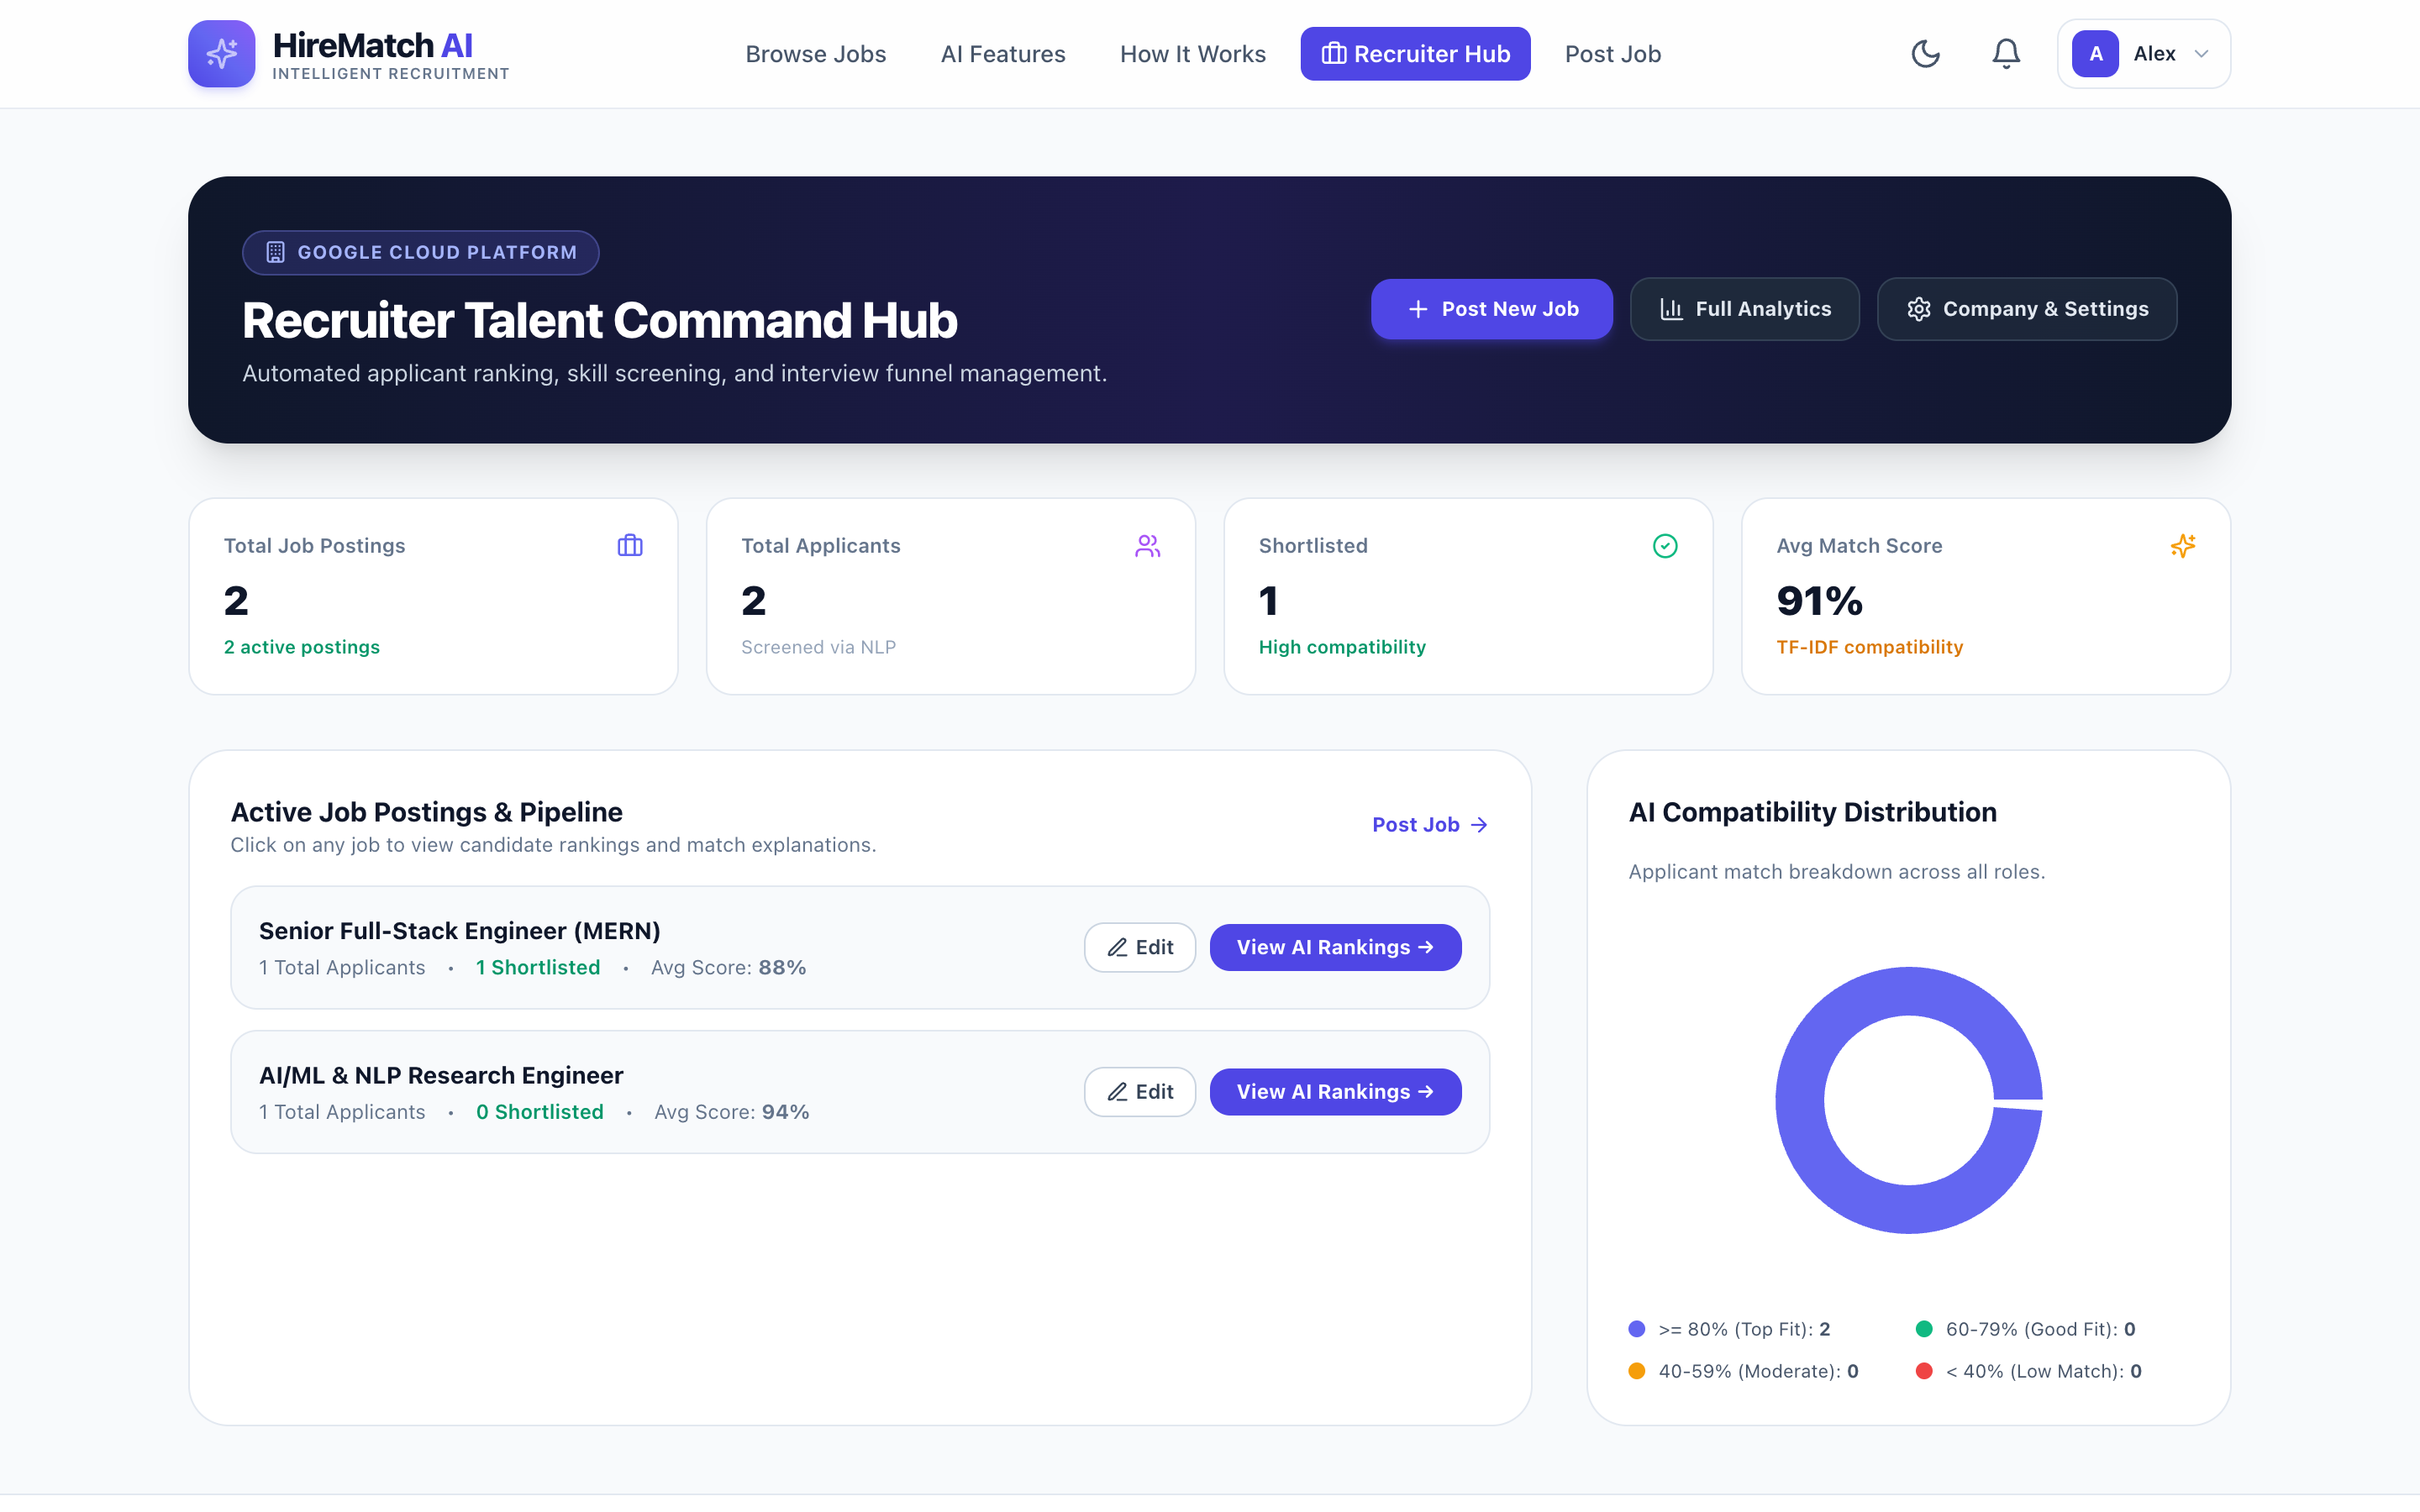 HireMatch AI
INTELLIGENT RECRUITMENT
Browse Jobs
AI Features
How It Works
Recruiter Hub
Post Job
A
Alex
GOOGLE CLOUD PLATFORM
Recruiter Talent Command Hub
Automated applicant ranking, skill screening, and interview funnel management.
Post New Job
Full Analytics
Company & Settings
Total Job Postings
2
2 active postings
Total Applicants
2
Screened via NLP
Shortlisted
1
High compatibility
Avg Match Score
91%
TF-IDF compatibility
Active Job Postings & Pipeline
Click on any job to view candidate rankings and match explanations.
Post Job →
Senior Full-Stack Engineer (MERN)
1 Total Applicants • 1 Shortlisted • Avg Score: 88%
Edit
View AI Rankings →
AI/ML & NLP Research Engineer
1 Total Applicants • 0 Shortlisted • Avg Score: 94%
Edit
View AI Rankings →
AI Compatibility Distribution
Applicant match breakdown across all roles.
>= 80% (Top Fit): 2
60-79% (Good Fit): 0
40-59% (Moderate): 0
< 40% (Low Match): 0